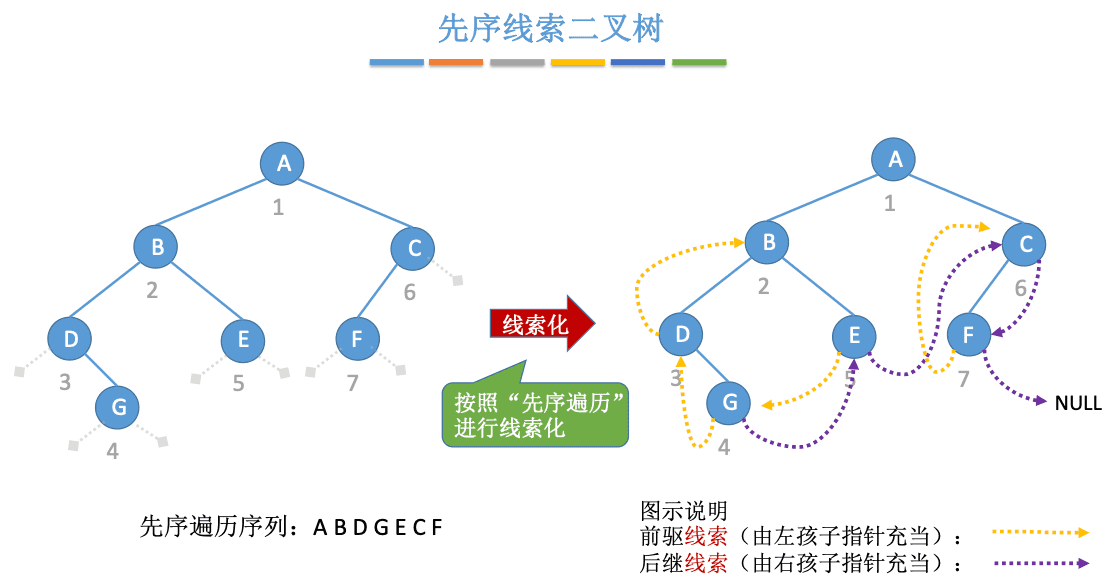 先序线索二叉树
A
1
B
2
C
6
D
3
E
5
F
7
G
4
先序遍历序列：A B D G E C F
线索化
按照“先序遍历”
进行线索化
A
1
B
2
C
6
D
3
E
5
F
7
G
4
NULL
图示说明
前驱线索（由左孩子指针充当）：
后继线索（由右孩子指针充当）：